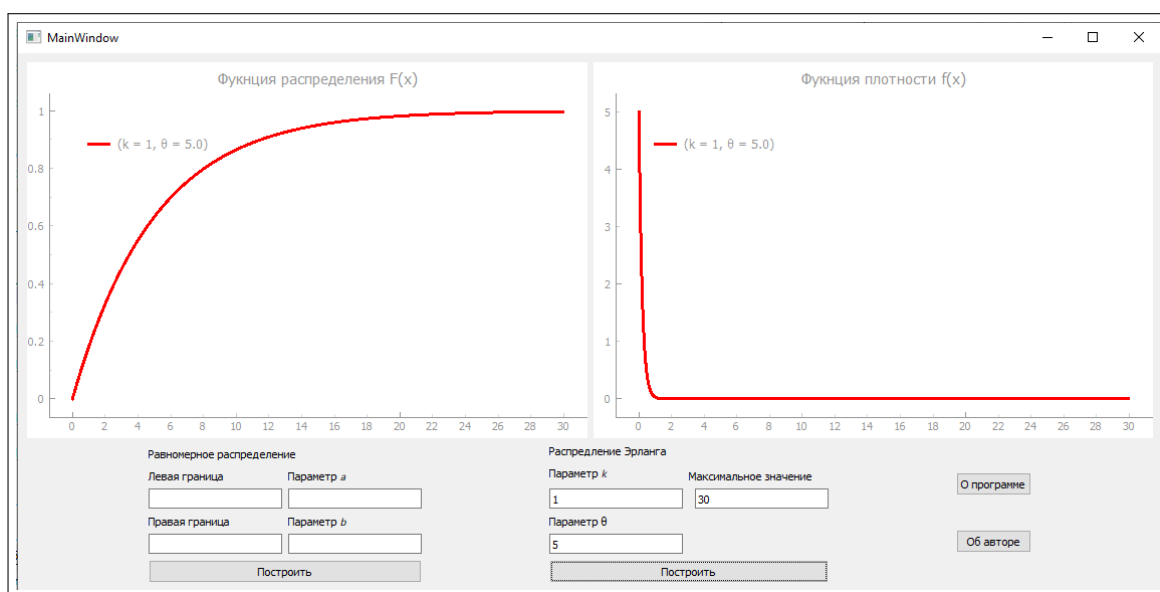 MainWindow
Фукнция распределения F(x)
1
0.8
0.6
0.4
0.2
0
(k = 1, θ = 5.0)
0 2 4 6 8 10 12 14 16 18 20 22 24 26 28 30
Фукнция плотности f(x)
5
4
3
2
1
0
(k = 1, θ = 5.0)
0 2 4 6 8 10 12 14 16 18 20 22 24 26 28 30
Равномерное распределение
Левая граница Параметр a
Правая граница Параметр b
Построить
Распредление Эрланга
Параметр k Максимальное значение
1 30
Параметр θ
5
Построить
О программе
Об авторе